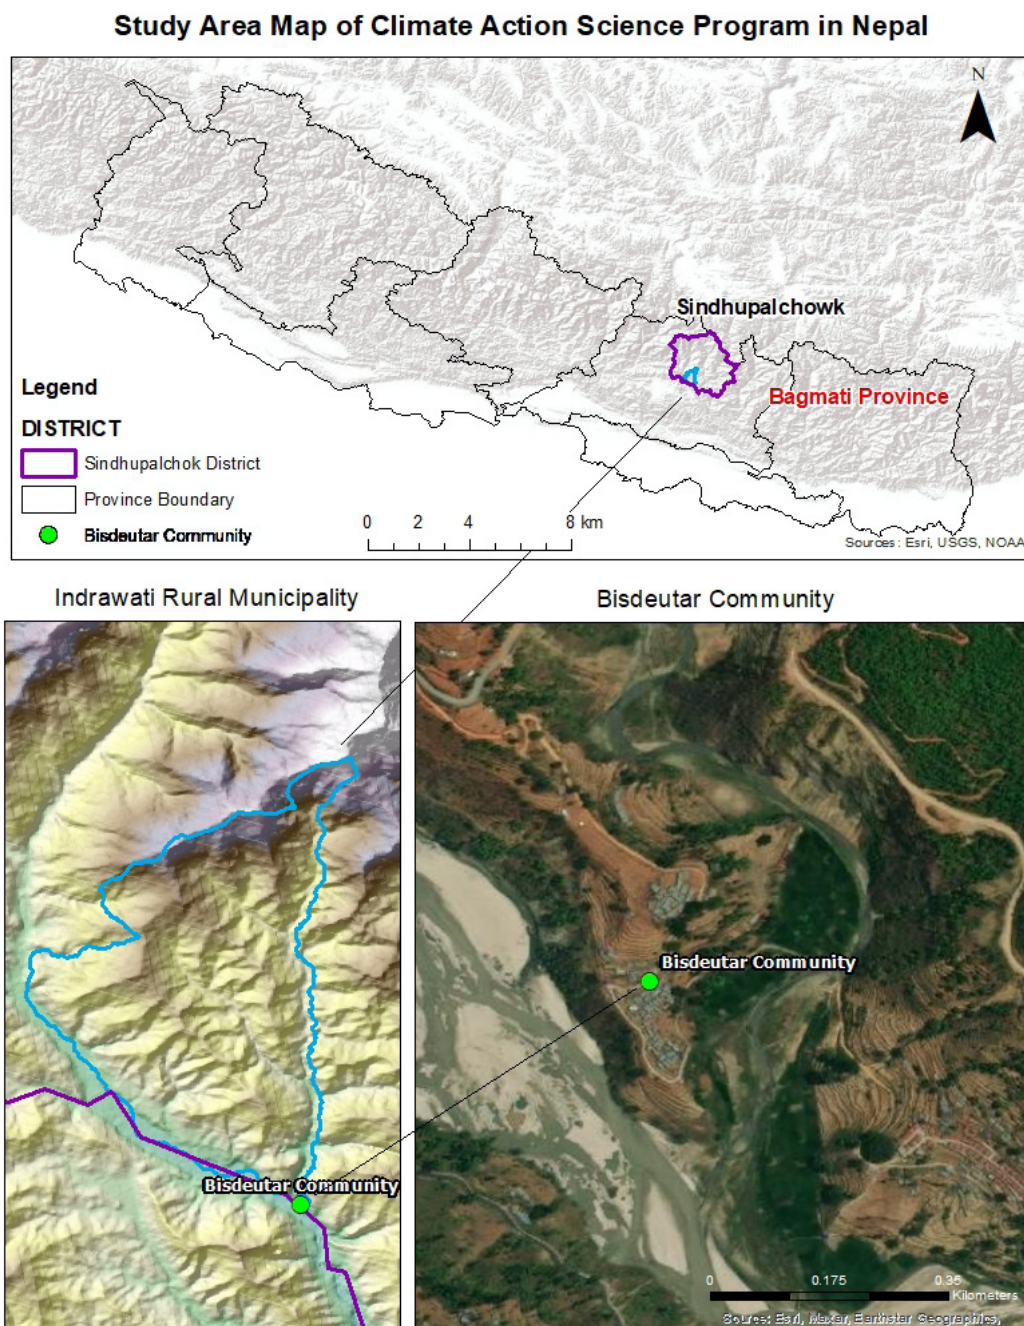 Study Area Map of Climate Action Science Program in Nepal
N
Sindhupalchowk
Bagmati Province
Legend
DISTRICT
Sindhupalchok District
Province Boundary
Bisdeutar Community
0 2 4 8 km
Sources: Esri, USGS, NOAA
Indrawati Rural Municipality
Bisdeutar Community
Bisdeutar Community
Bisdeutar Community
0 0.175 0.35
Kilometers
Source: Esri, Maxar, Earthstar Geographics,